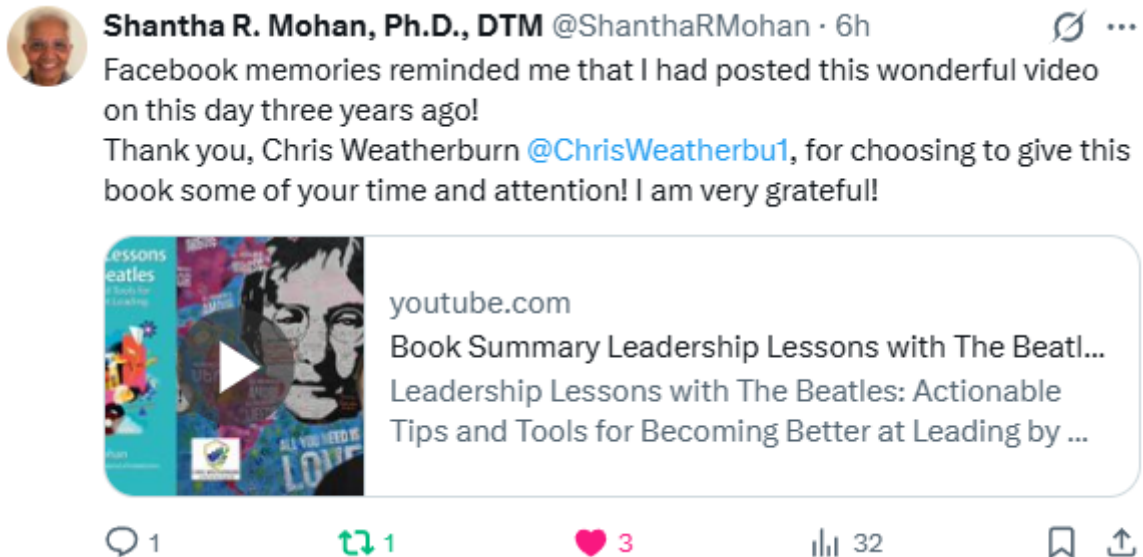 Shantha R. Mohan, Ph.D., DTM @ShanthaRMohan · 6h
Facebook memories reminded me that I had posted this wonderful video
on this day three years ago!
Thank you, Chris Weatherburn @ChrisWeatherbu1, for choosing to give this
book some of your time and attention! I am very grateful!
essons
eatles
ALL YOU NEED IS
LOVE
youtube.com
Book Summary Leadership Lessons with The Beatl...
Leadership Lessons with The Beatles: Actionable
Tips and Tools for Becoming Better at Leading by ...
1
1
3
32